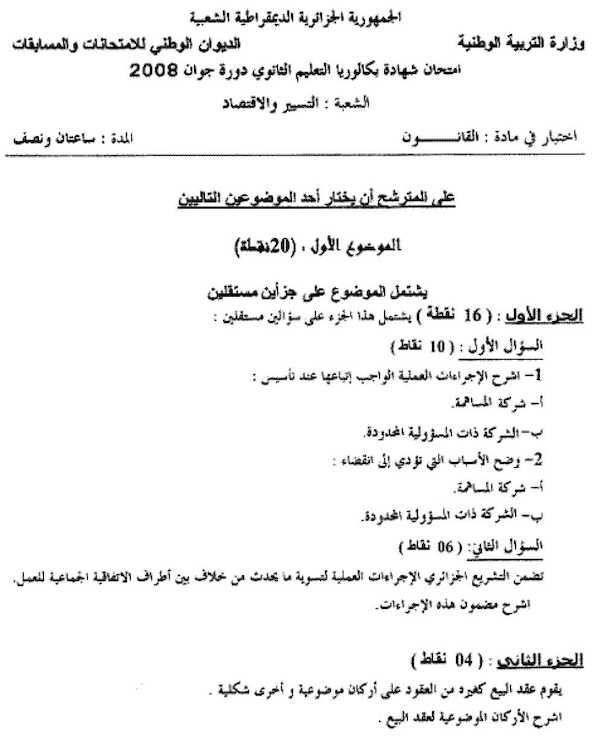 الجمهورية الجزائرية الديمقراطية الشعبية
وزارة التربية الوطنية الديوان الوطني للامتحانات والمسابقات
امتحان شهادة بكالوريا التعليم الثانوي دورة جوان 2008
الشعبة : التسيير والاقتصاد
اختبار في مادة : القانــــــون المدة : ساعتان ونصف
على المترشح أن يختار أحد الموضوعين التاليين
الموضوع الأول : (20نقطة)
يشتمل الموضوع على جزأين مستقلين
الجزء الأول : ( 16 نقطة ) يشتمل هذا الجزء على سؤالين مستقلين :
السؤال الأول : ( 10 نقاط )
1- اشرح الإجراءات العملية الواجب إتباعها عند تأسيس :
أ- شركة المساهمة.
ب-الشركة ذات المسؤولية المحدودة.
2- وضح الأسباب التي تؤدي إلى انقضاء :
أ- شركة المساهمة.
ب- الشركة ذات المسؤولية المحدودة.
السؤال الثاني: ( 06 نقاط )
تضمن التشريع الجزائري الإجراءات العملية لتسوية ما يحدث من خلاف بين أطراف الاتفاقية الجماعية للعمل.
اشرح مضمون هذه الإجراءات.
الجزء الثاني : ( 04 نقاط )
يقوم عقد البيع كغيره من العقود على أركان موضوعية و أخرى شكلية .
اشرح الأركان الموضوعية لعقد البيع .